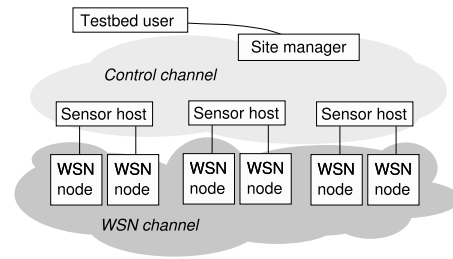 Testbed user
Site manager
Control channel
Sensor host
Sensor host
Sensor host
WSN
node
WSN
node
WSN
node
WSN
node
WSN
node
WSN
node
WSN channel